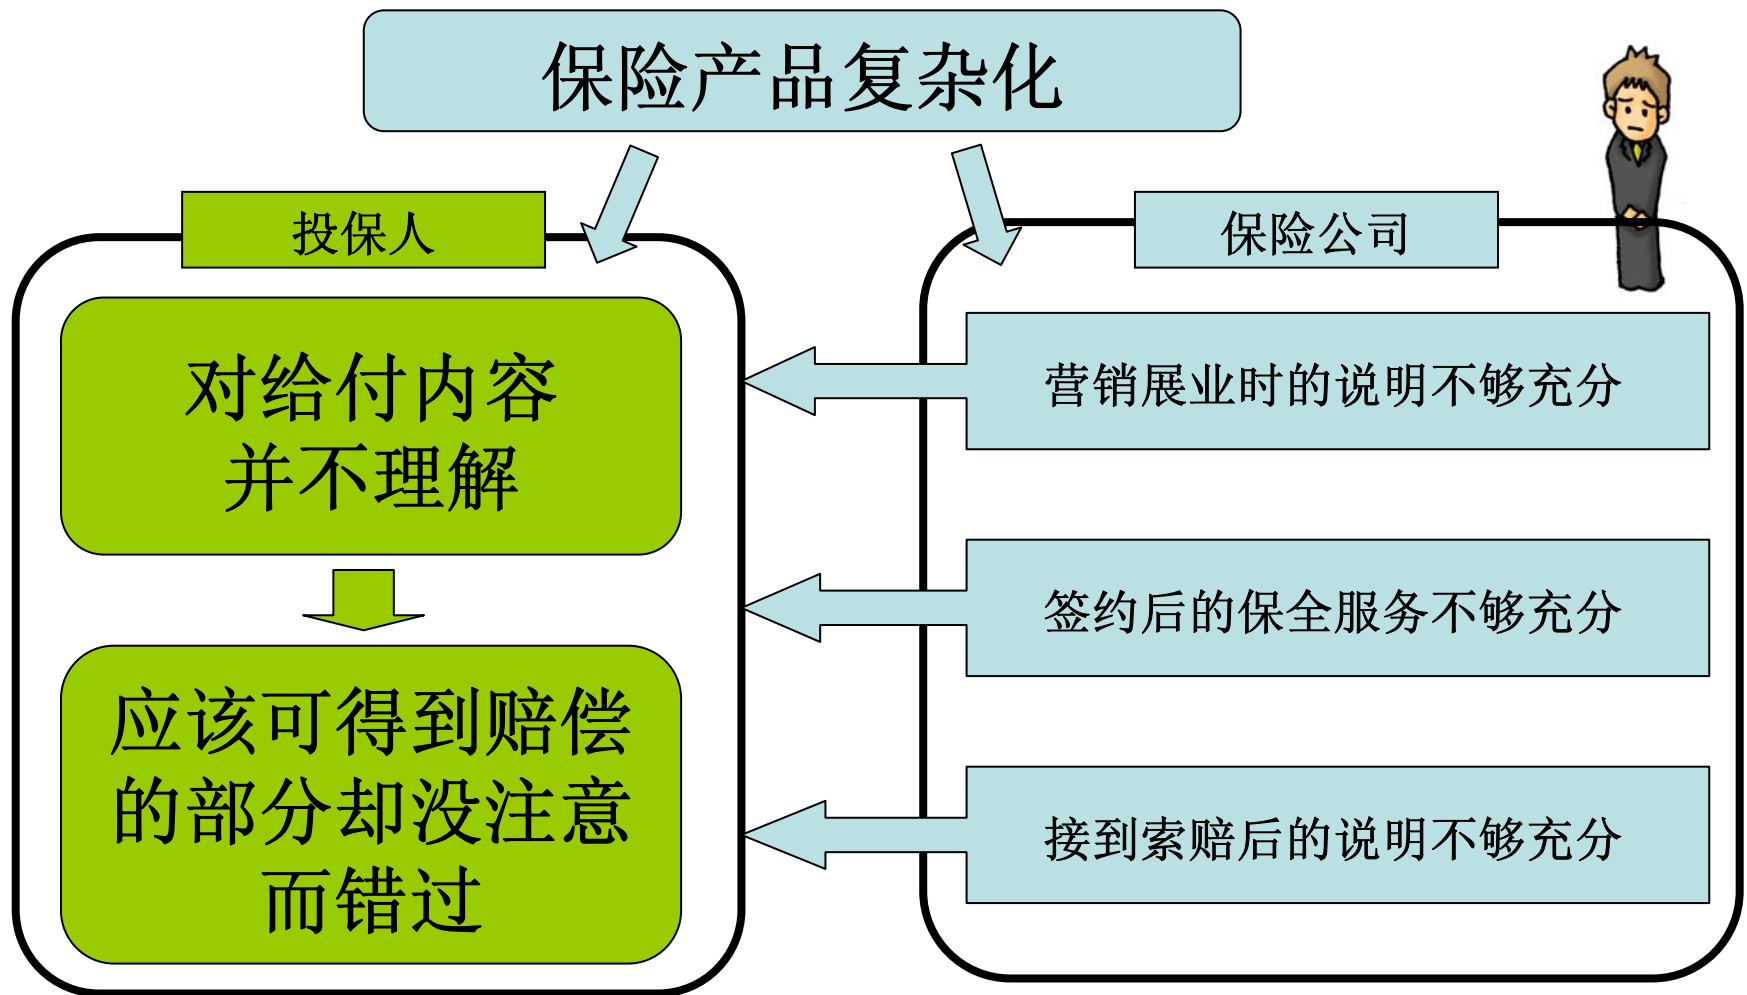 保险产品复杂化
投保人
对给付内容
并不理解
应该可得到赔偿
的部分却没注意
而错过
保险公司
营销展业时的说明不够充分
签约后的保全服务不够充分
接到索赔后的说明不够充分